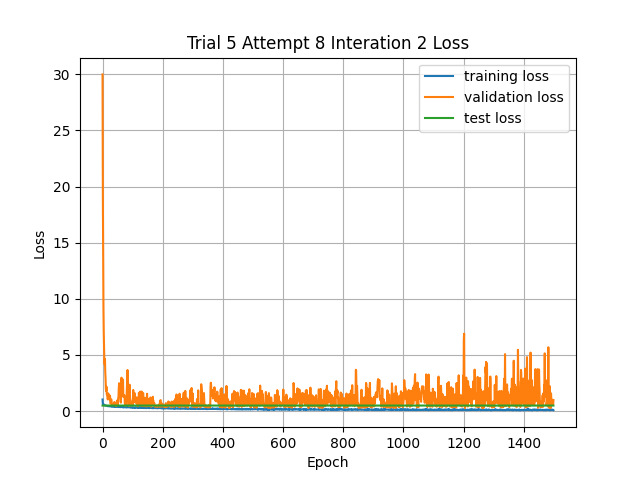 Trial 5 Attempt 8 Interation 2 Loss
training loss
validation loss
test loss
30
25
20
15
10
5
0
Loss
0 200 400 600 800 1000 1200 1400
Epoch